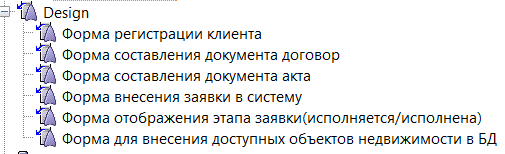 Design
Форма регистрации клиента
Форма составления документа договор
Форма составления документа акта
Форма внесения заявки в систему
Форма отображения этапа заявки(исполняется/исполнена)
Форма для внесения доступных объектов недвижимости в БД